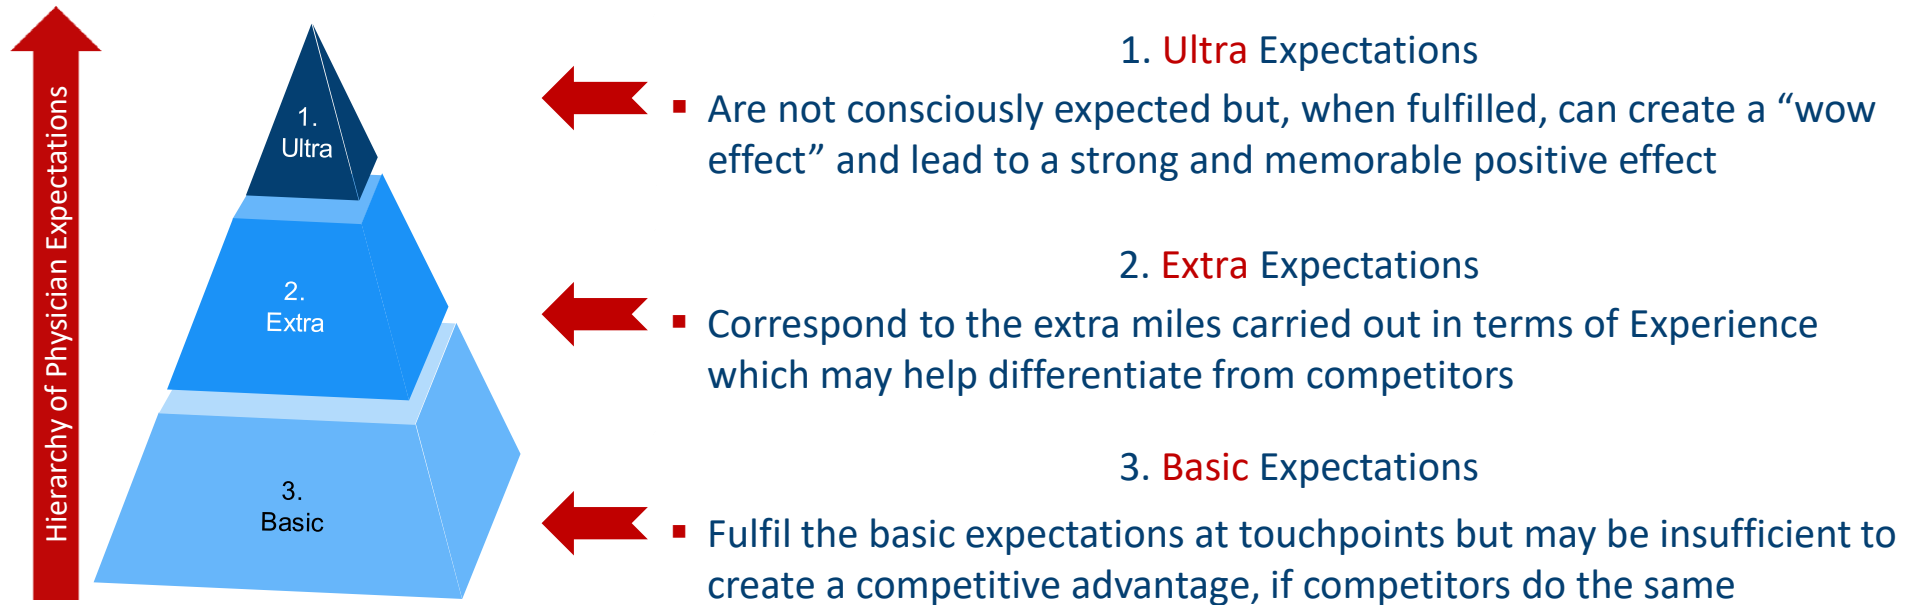 Hierarchy of Physician Expectations
1.
Ultra
2.
Extra
3.
Basic
1. Ultra Expectations
▪ Are not consciously expected but, when fulfilled, can create a “wow
effect” and lead to a strong and memorable positive effect
2. Extra Expectations
▪ Correspond to the extra miles carried out in terms of Experience
which may help differentiate from competitors
3. Basic Expectations
▪ Fulfil the basic expectations at touchpoints but may be insufficient to
create a competitive advantage, if competitors do the same